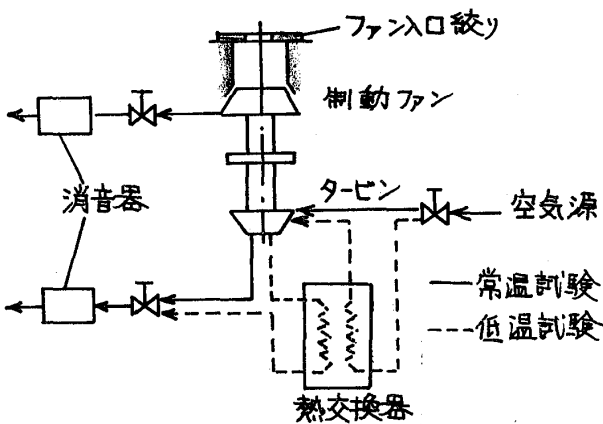 ファン入口絞り
制動ファン
消音器
タービン
空気源
常温試験
低温試験
熱交換器